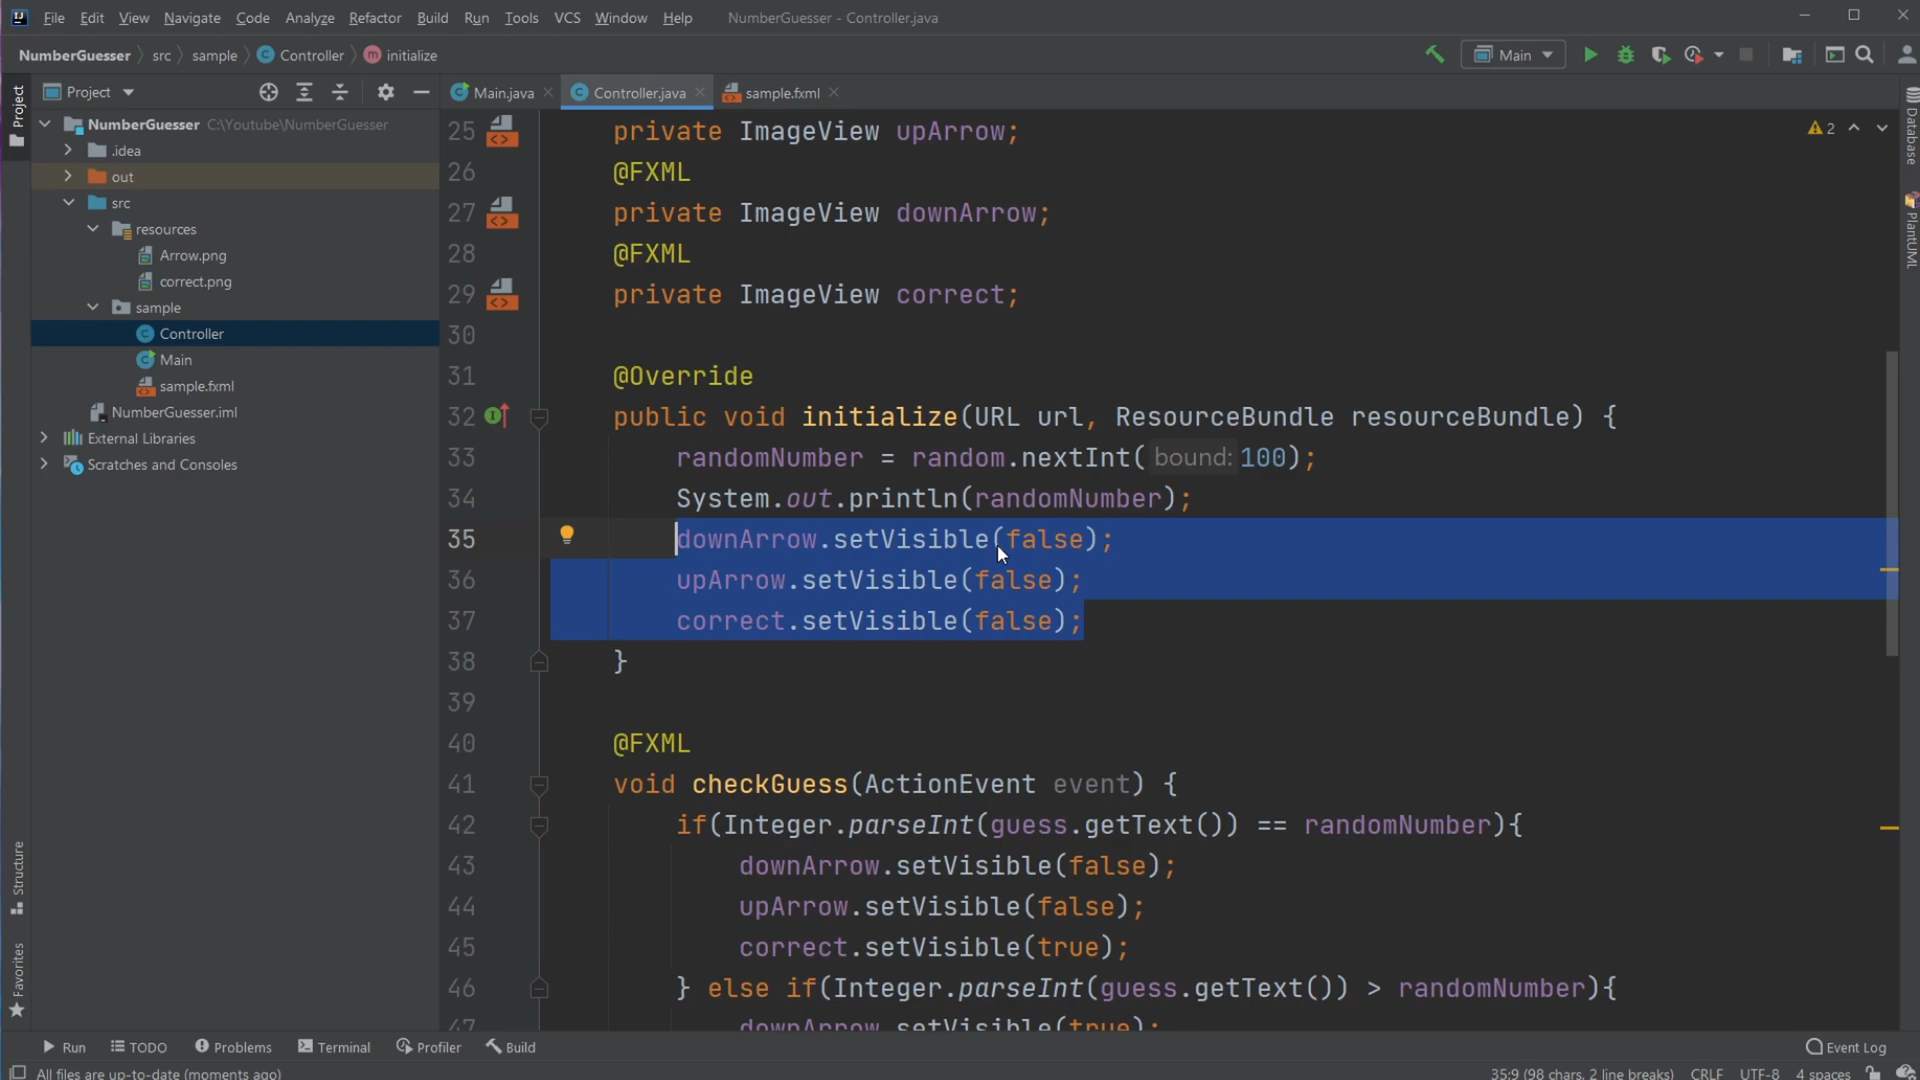 File Edit View Navigate Code Analyze Refactor Build Run Tools VCS Window Help NumberGuesser - Controller.java
NumberGuesser src sample Controller initialize Main
Project
Project
Main.java Controller.java sample.fxml
NumberGuesser C:\Youtube\NumberGuesser
.idea
out
src
resources
Arrow.png
correct.png
sample
Controller
Main
sample.fxml
NumberGuesser.iml
External Libraries
Scratches and Consoles
25 private ImageView upArrow;
26 @FXML
27 private ImageView downArrow;
28 @FXML
29 private ImageView correct;
30
31 @Override
32 public void initialize(URL url, ResourceBundle resourceBundle) {
33 randomNumber = random.nextInt( bound: 100);
34 System.out.println(randomNumber);
35 downArrow.setVisible(false);
36 upArrow.setVisible(false);
37 correct.setVisible(false);
38 }
39
40 @FXML
41 void checkGuess(ActionEvent event) {
42 if(Integer.parseInt(guess.getText()) == randomNumber){
43 downArrow.setVisible(false);
44 upArrow.setVisible(false);
45 correct.setVisible(true);
46 } else if(Integer.parseInt(guess.getText()) > randomNumber){
47 downArrow.setVisible(true);
2
Database
PlantUML
Structure
Favorites
Run TODO Problems Terminal Profiler Build Event Log
All files are up-to-date (moments ago) 35:9 (98 chars, 2 line breaks) CRLF UTF-8 4 spaces